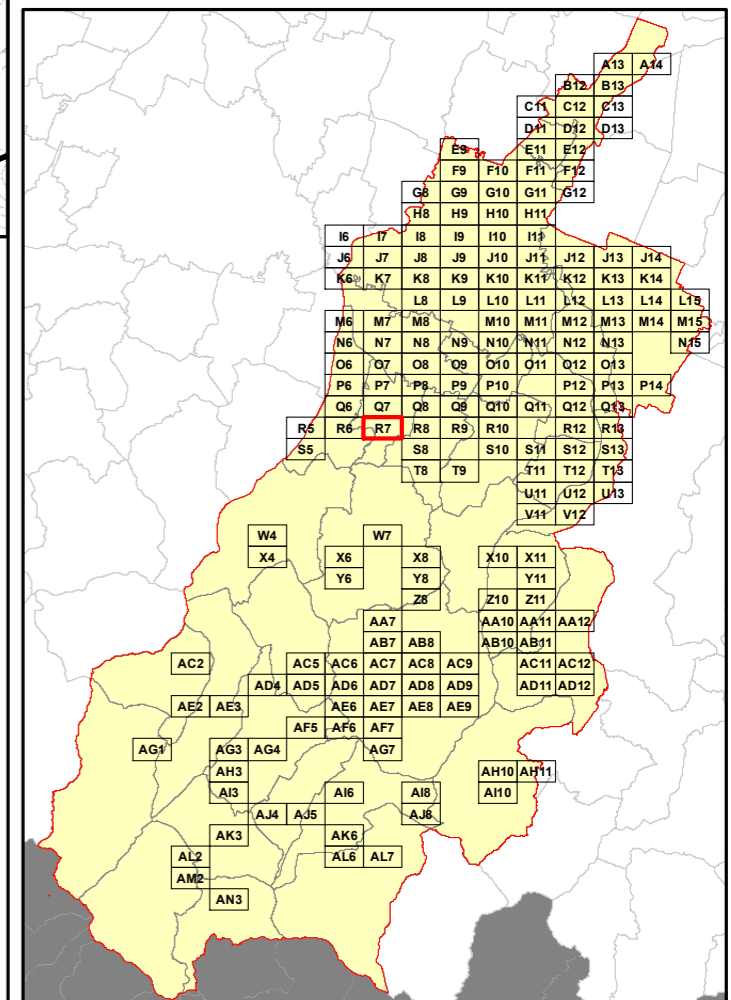 A13 A14
B12 B13
C11 C12 C13
D11 D12 D13
E9 E11 E12
F9 F10 F11 F12
G8 G9 G10 G11 G12
H8 H9 H10 H11
I6 I7 I8 I9 I10 I11
J6 J7 J8 J9 J10 J11 J12 J13 J14
K6 K7 K8 K9 K10 K11 K12 K13 K14
L8 L9 L10 L11 L12 L13 L14 L15
M6 M7 M8 M10 M11 M12 M13 M14 M15
N6 N7 N8 N9 N10 N11 N12 N13 N15
O6 O7 O8 O9 O10 O11 O12 O13
P6 P7 P8 P9 P10 P12 P13 P14
Q6 Q7 Q8 Q9 Q10 Q11 Q12 Q13
R5 R6 R7 R8 R9 R10 R12 R13
S5 S8 S10 S11 S12 S13
T8 T9 T11 T12 T13
U11 U12 U13
V11 V12
W4 W7
X4 X6 X8 X10 X11
Y6 Y8 Y11
Z8 Z10 Z11
AA7 AA10 AA11 AA12
AB7 AB8 AB10 AB11
AC2 AC5 AC6 AC7 AC8 AC9 AC11 AC12
AD4 AD5 AD6 AD7 AD8 AD9 AD11 AD12
AE2 AE3 AE6 AE7 AE8 AE9
AF5 AF6 AF7
AG1 AG3 AG4 AG7
AH3 AH10 AH11
AI3 AI6 AI8 AI10
AJ4 AJ5 AJ8
AK3 AK6
AL2 AL6 AL7
AM2
AN3